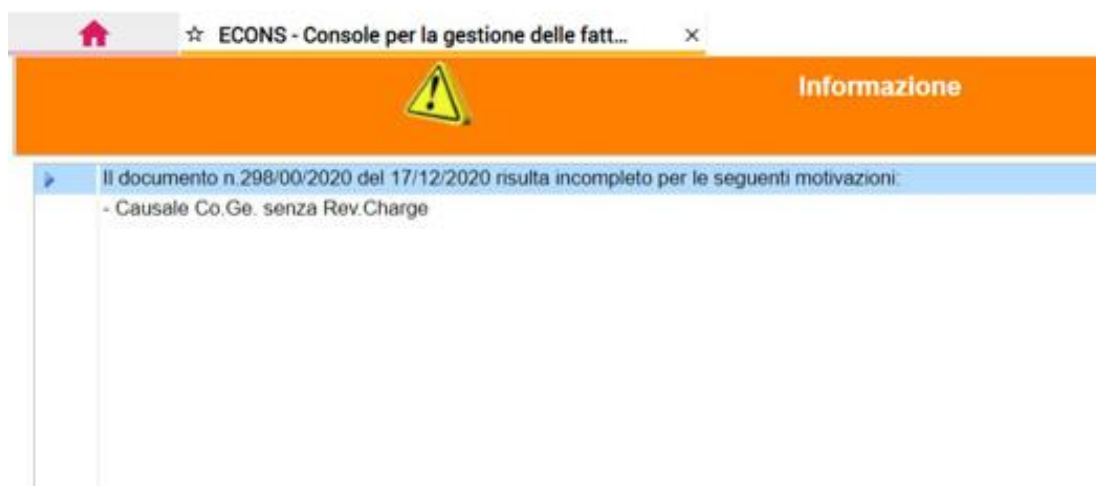 ECONS - Console per la gestione delle fatt...
Informazione
Il documento n.298/00/2020 del 17/12/2020 risulta incompleto per le seguenti motivazioni:
- Causale Co.Ge. senza Rev.Charge